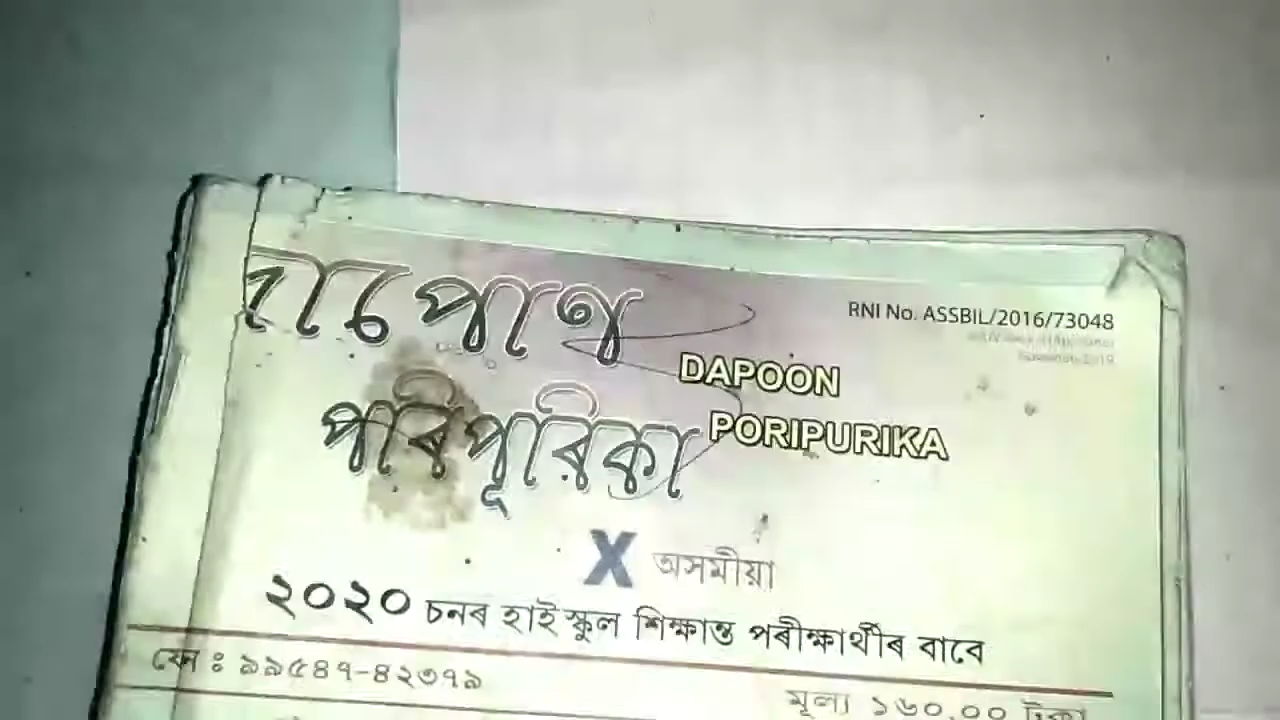 দাপোণ
RNI No. ASSBIL/2016/73048
DAPOON
পৰিপূৰিকা
PORIPURIKA
X অসমীয়া
২০২০ চনৰ হাইস্কুল শিক্ষান্ত পৰীক্ষাৰ্থীৰ বাবে
ফোন : ৯৯৫৪৭-৪২৩৭৯
মূল্য ১৬০.০০ টকা